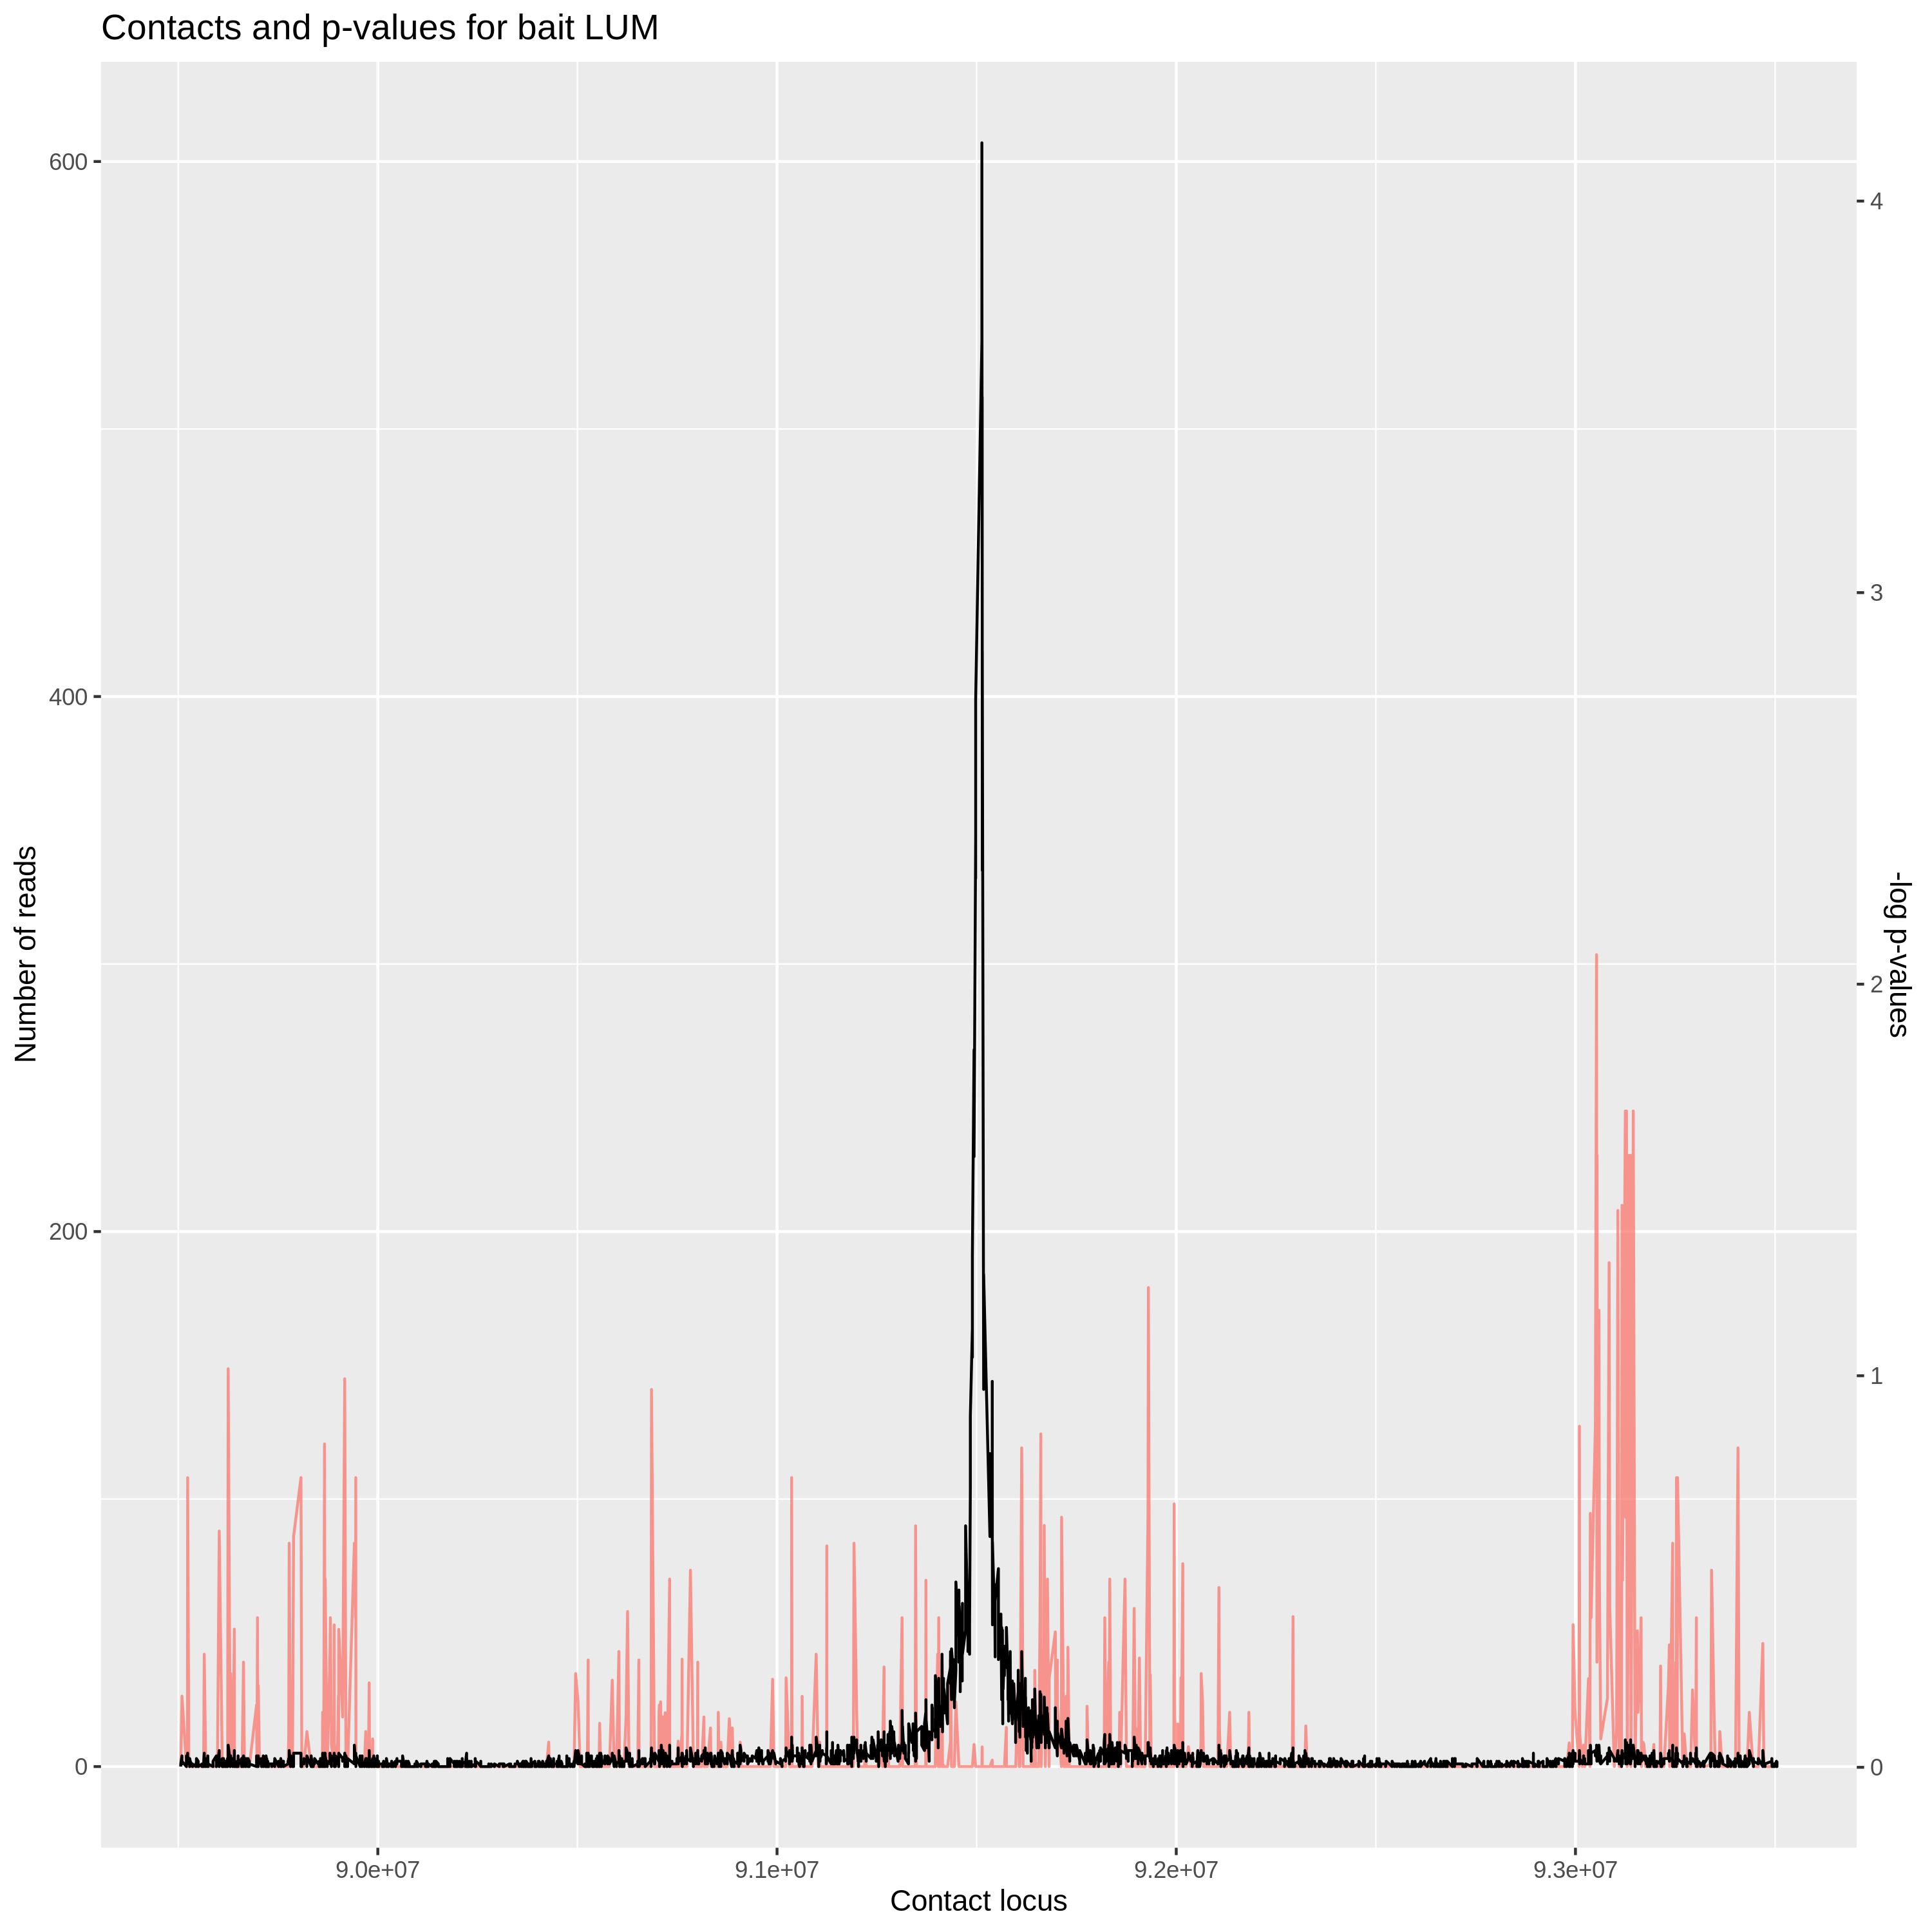 Contacts and p-values for bait LUM
600
400
200
0
Number of reads
4
3
2
1
0
-log p-values
9.0e+07
9.1e+07
9.2e+07
9.3e+07
Contact locus